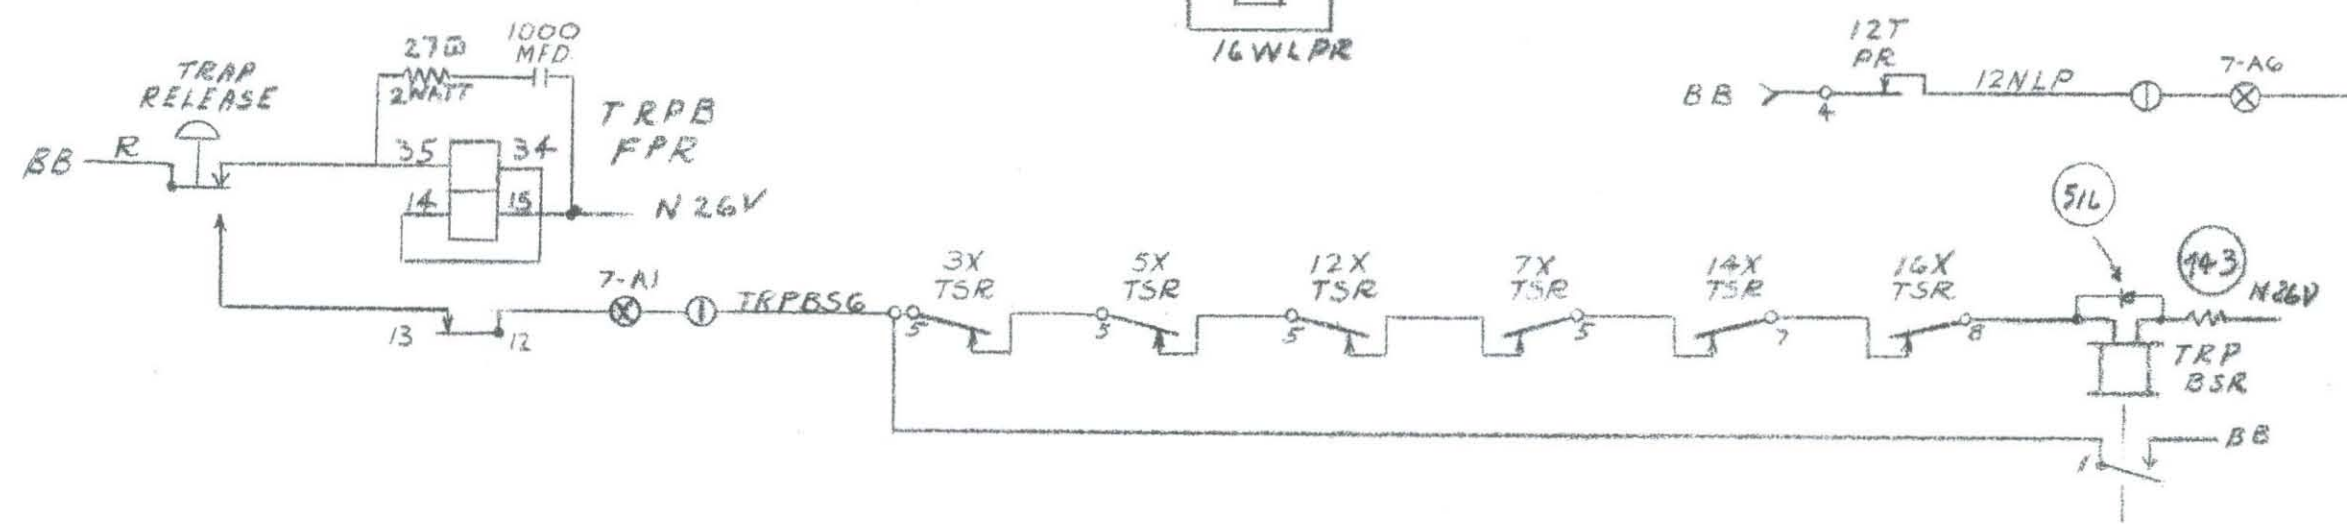 16WLPR
TRAP
RELEASE
27Ω
2WATT
1000
MFD
TRPB
FPR
BB
R
35
34
14
15
N26V
12T
PR
BB
4
12NLP
7-A6
13
12
7-A1
TRPBSG
5
3X
TSR
5
5X
TSR
5
12X
TSR
7X
TSR
5
14X
TSR
7
16X
TSR
8
51L
143
N26V
TRP
BSR
1
BB